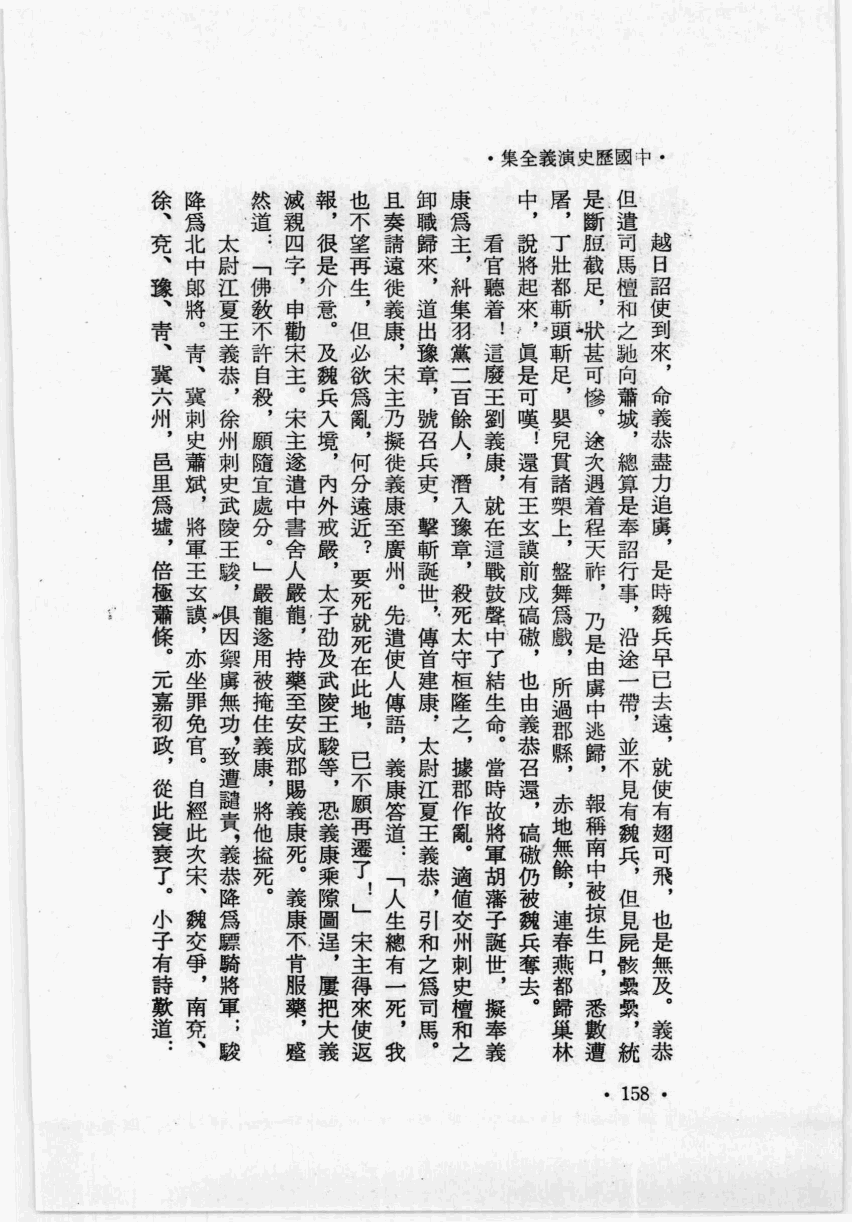 ·中國歷史演義全集·
越日詔使到來，命義恭盡力追虜，是時魏兵早已去遠，就使有翅可飛，也是無及。義恭
但遣司馬檀和之馳向蕭城，總算是奉詔行事，沿途一帶，並不見有魏兵，但見屍骸纍纍，統
是斷脰截足，狀甚可慘。途次遇着程天祚，乃是由虜中逃歸，報稱南中被掠生口，悉數遭
屠，丁壯都斬頭斬足，嬰兒貫諸槊上，盤舞爲戲，所過郡縣，赤地無餘，連春燕都歸巢林
中，說將起來，眞是可嘆！還有王玄謨前戍碻磝，也由義恭召還，碻磝仍被魏兵奪去。
看官聽着！這廢王劉義康，就在這戰鼓聲中了結生命。當時故將軍胡藩子誕世，擬奉義
康爲主，糾集羽黨二百餘人，潛入豫章，殺死太守桓隆之，據郡作亂。適值交州刺史檀和之
卸職歸來，道出豫章，號召兵吏，擊斬誕世，傳首建康，太尉江夏王義恭，引和之爲司馬。
且奏請遠徙義康，宋主乃擬徙義康至廣州。先遣使人傳語，義康答道：「人生總有一死，我
也不望再生，但必欲爲亂，何分遠近？要死就死在此地，已不願再遷了！」宋主得來使返
報，很是介意。及魏兵入境，內外戒嚴，太子劭及武陵王駿等，恐義康乘隙圖逞，屢把大義
滅親四字，申勸宋主。宋主遂遣中書舍人嚴龍，持藥至安成郡賜義康死。義康不肯服藥，蹙
然道：「佛敎不許自殺，願隨宜處分。」嚴龍遂用被掩住義康，將他搤死。
太尉江夏王義恭，徐州刺史武陵王駿，俱因禦虜無功，致遭譴責，義恭降爲驃騎將軍；駿
降爲北中郞將。靑、冀刺史蕭斌，將軍王玄謨，亦坐罪免官。自經此次宋、魏交爭，南兗、
徐、兗、豫、靑、冀六州，邑里爲墟，倍極蕭條。元嘉初政，從此寖衰了。小子有詩歎道：
·158·